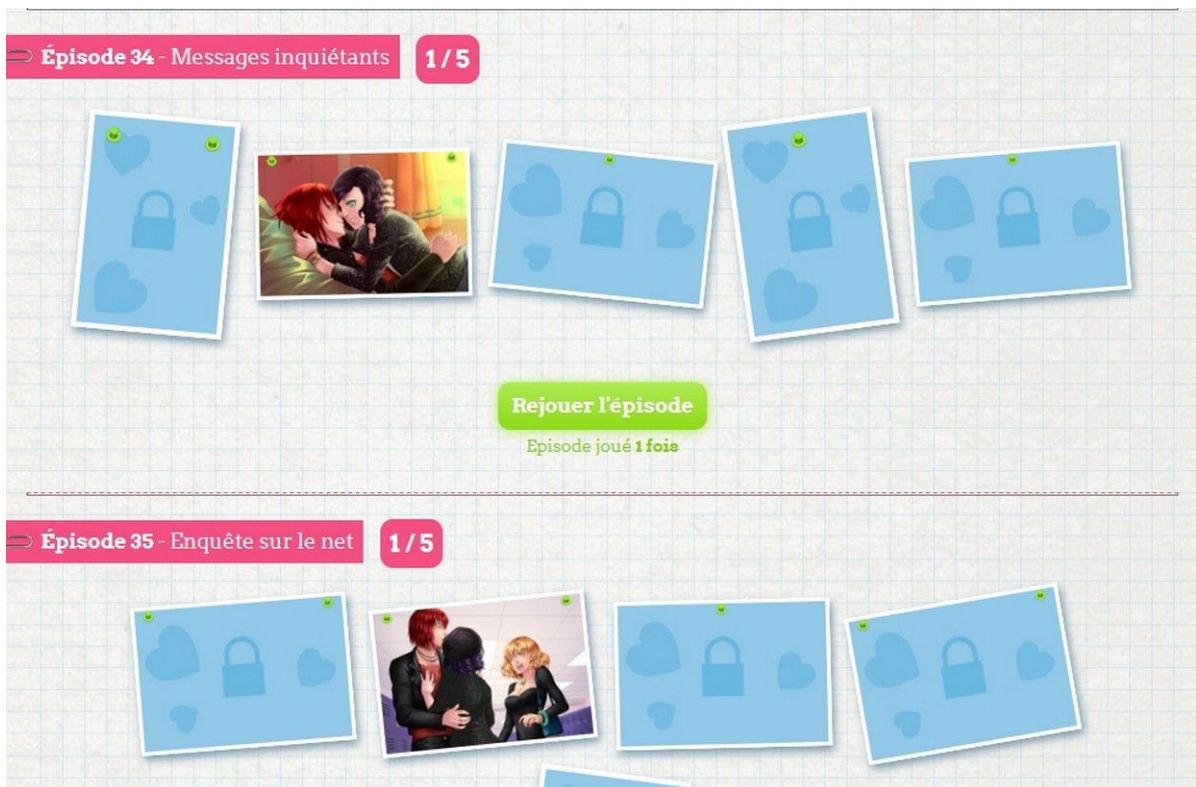 Épisode 34 - Messages inquiétants 1 / 5
Rejouer l'épisode
Episode joué 1 fois
Épisode 35 - Enquête sur le net 1 / 5